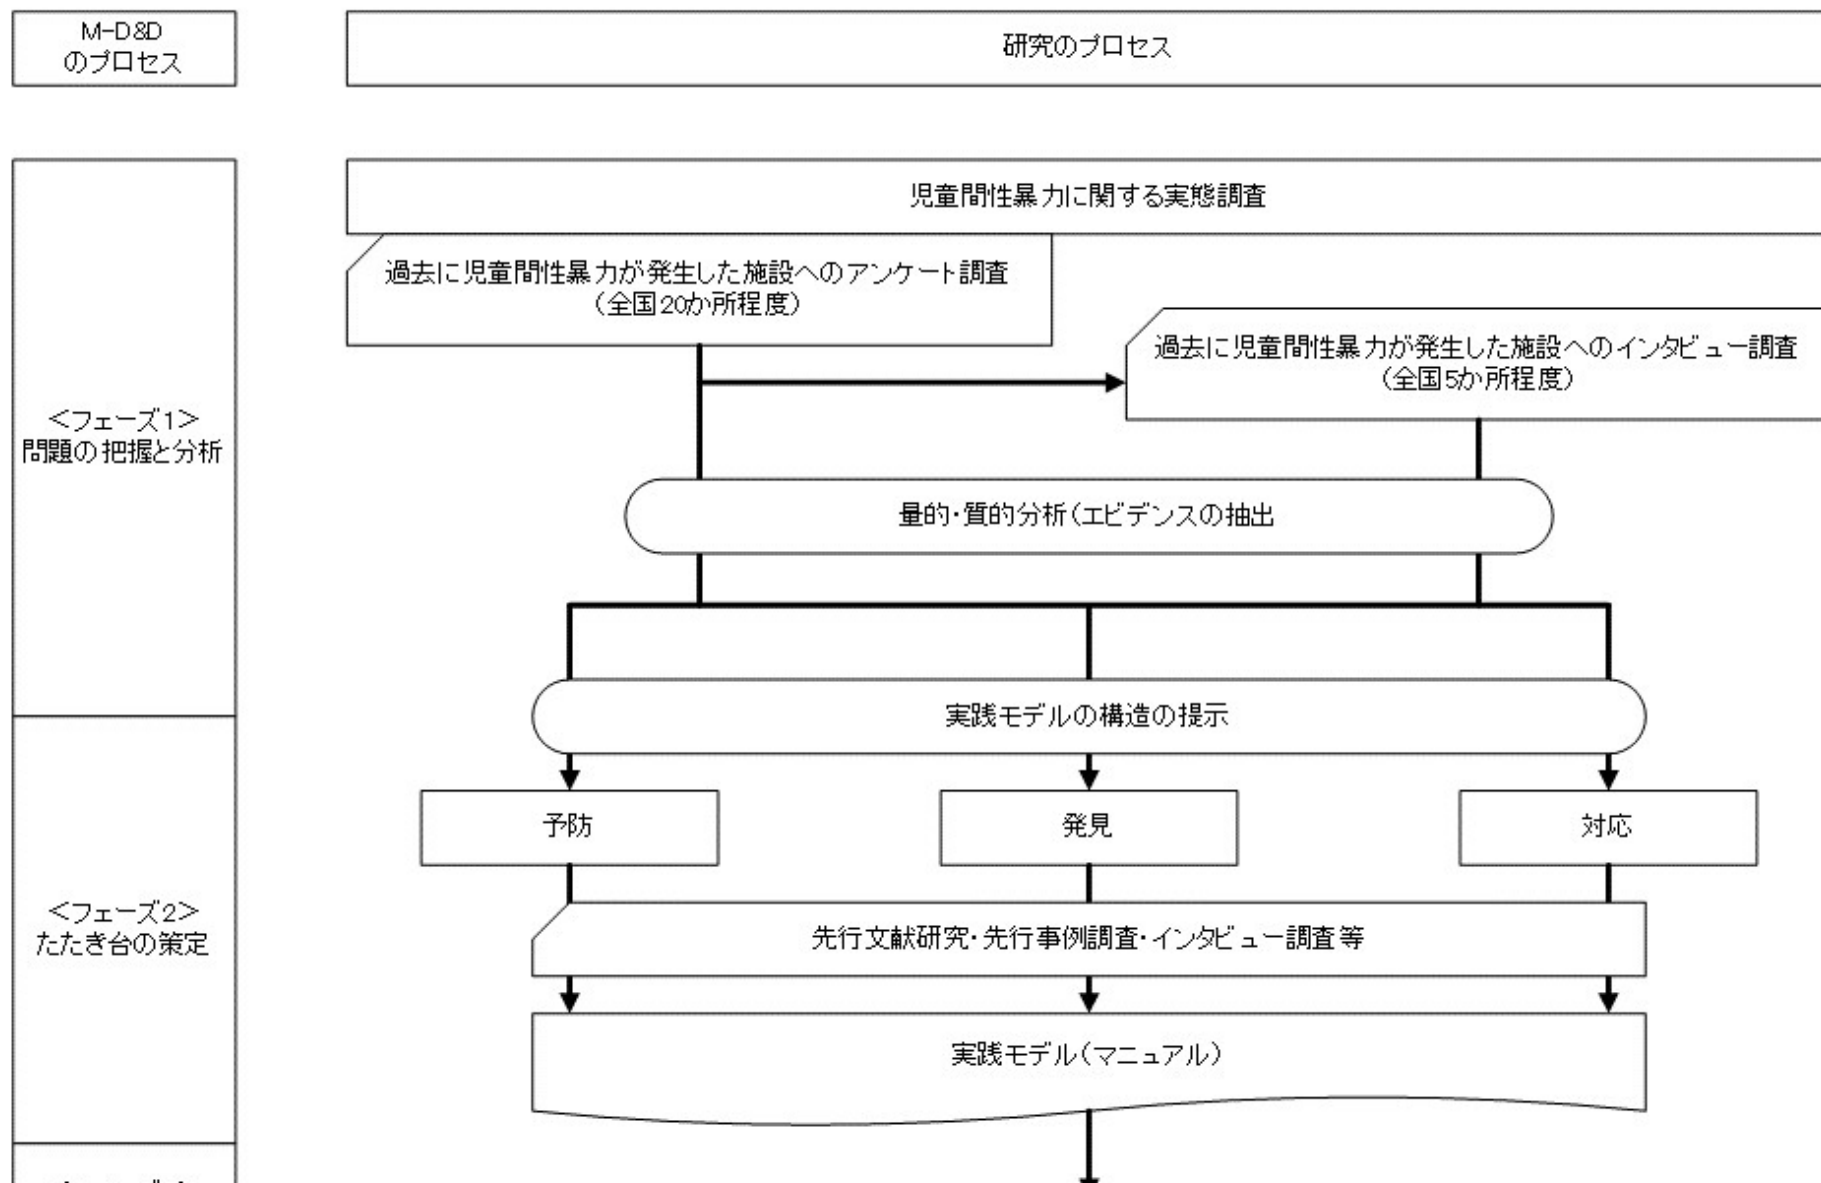 M-D&D
のプロセス
研究のプロセス
児童間性暴力に関する実態調査
過去に児童間性暴力が発生した施設へのアンケート調査
(全国20か所程度)
過去に児童間性暴力が発生した施設へのインタビュー調査
(全国5か所程度)
<フェーズ1>
問題の把握と分析
量的・質的分析(エビデンスの抽出
実践モデルの構造の提示
予防
発見
対応
<フェーズ2>
たたき台の策定
先行文献研究・先行事例調査・インタビュー調査等
実践モデル(マニュアル)